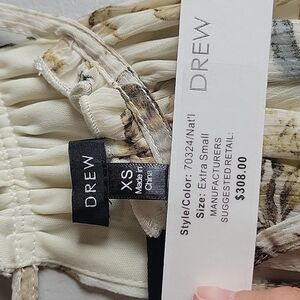 DREW
XS
Made in
China
DREW
Style/Color: 70324/Nat'l
Size: Extra Small
MANUFACTURERS
SUGGESTED RETAIL:
$308.00